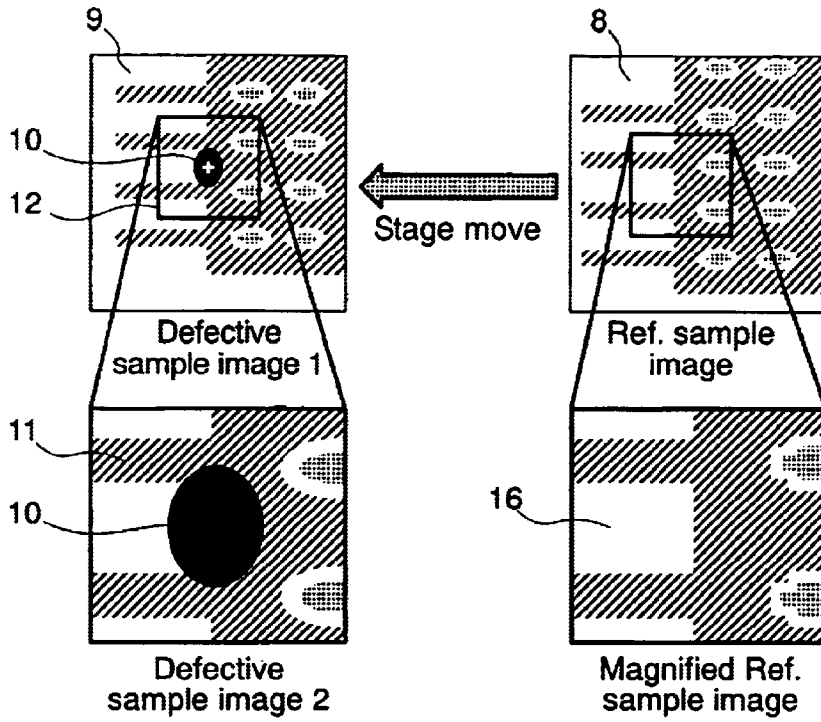 9
8
10
12
Stage move
Defective
sample image 1
Ref. sample
image
11
10
16
Defective
sample image 2
Magnified Ref.
sample image